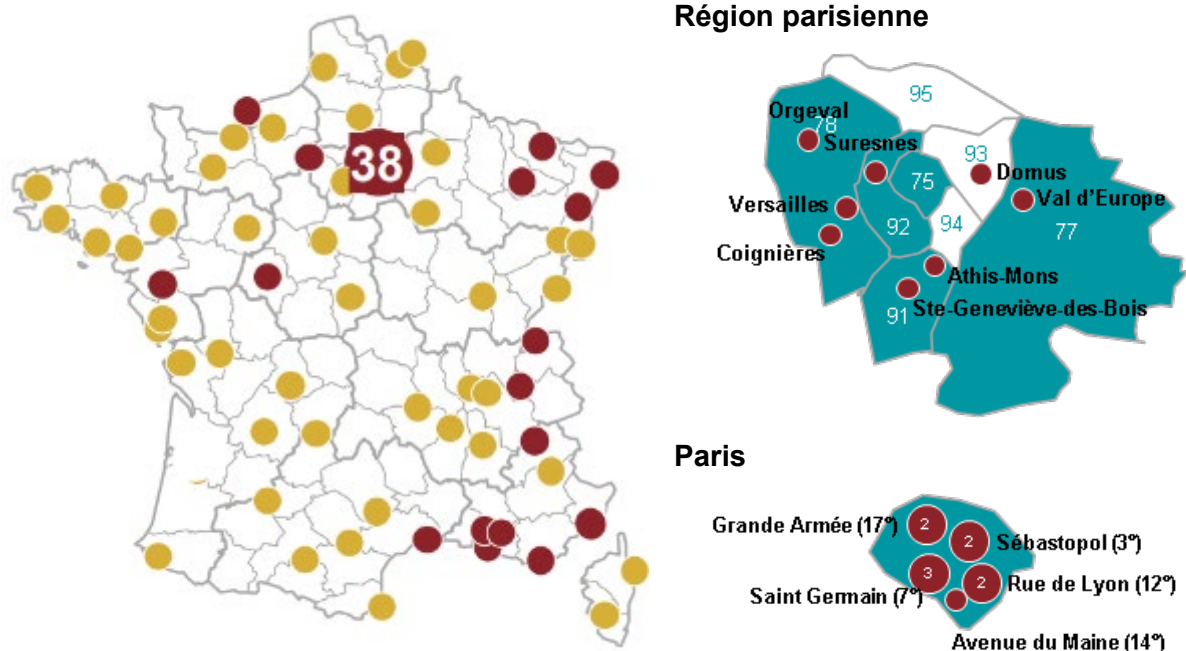 Région parisienne
38
95
Orgeval
78
Suresnes
93
Domus
75
Val d'Europe
Versailles
94
92
77
Coignières
Athis-Mons
Ste-Geneviève-des-Bois
91
Paris
Grande Armée (17°)
2
2
Sébastopol (3°)
3
2
Rue de Lyon (12°)
Saint Germain (7°)
Avenue du Maine (14°)